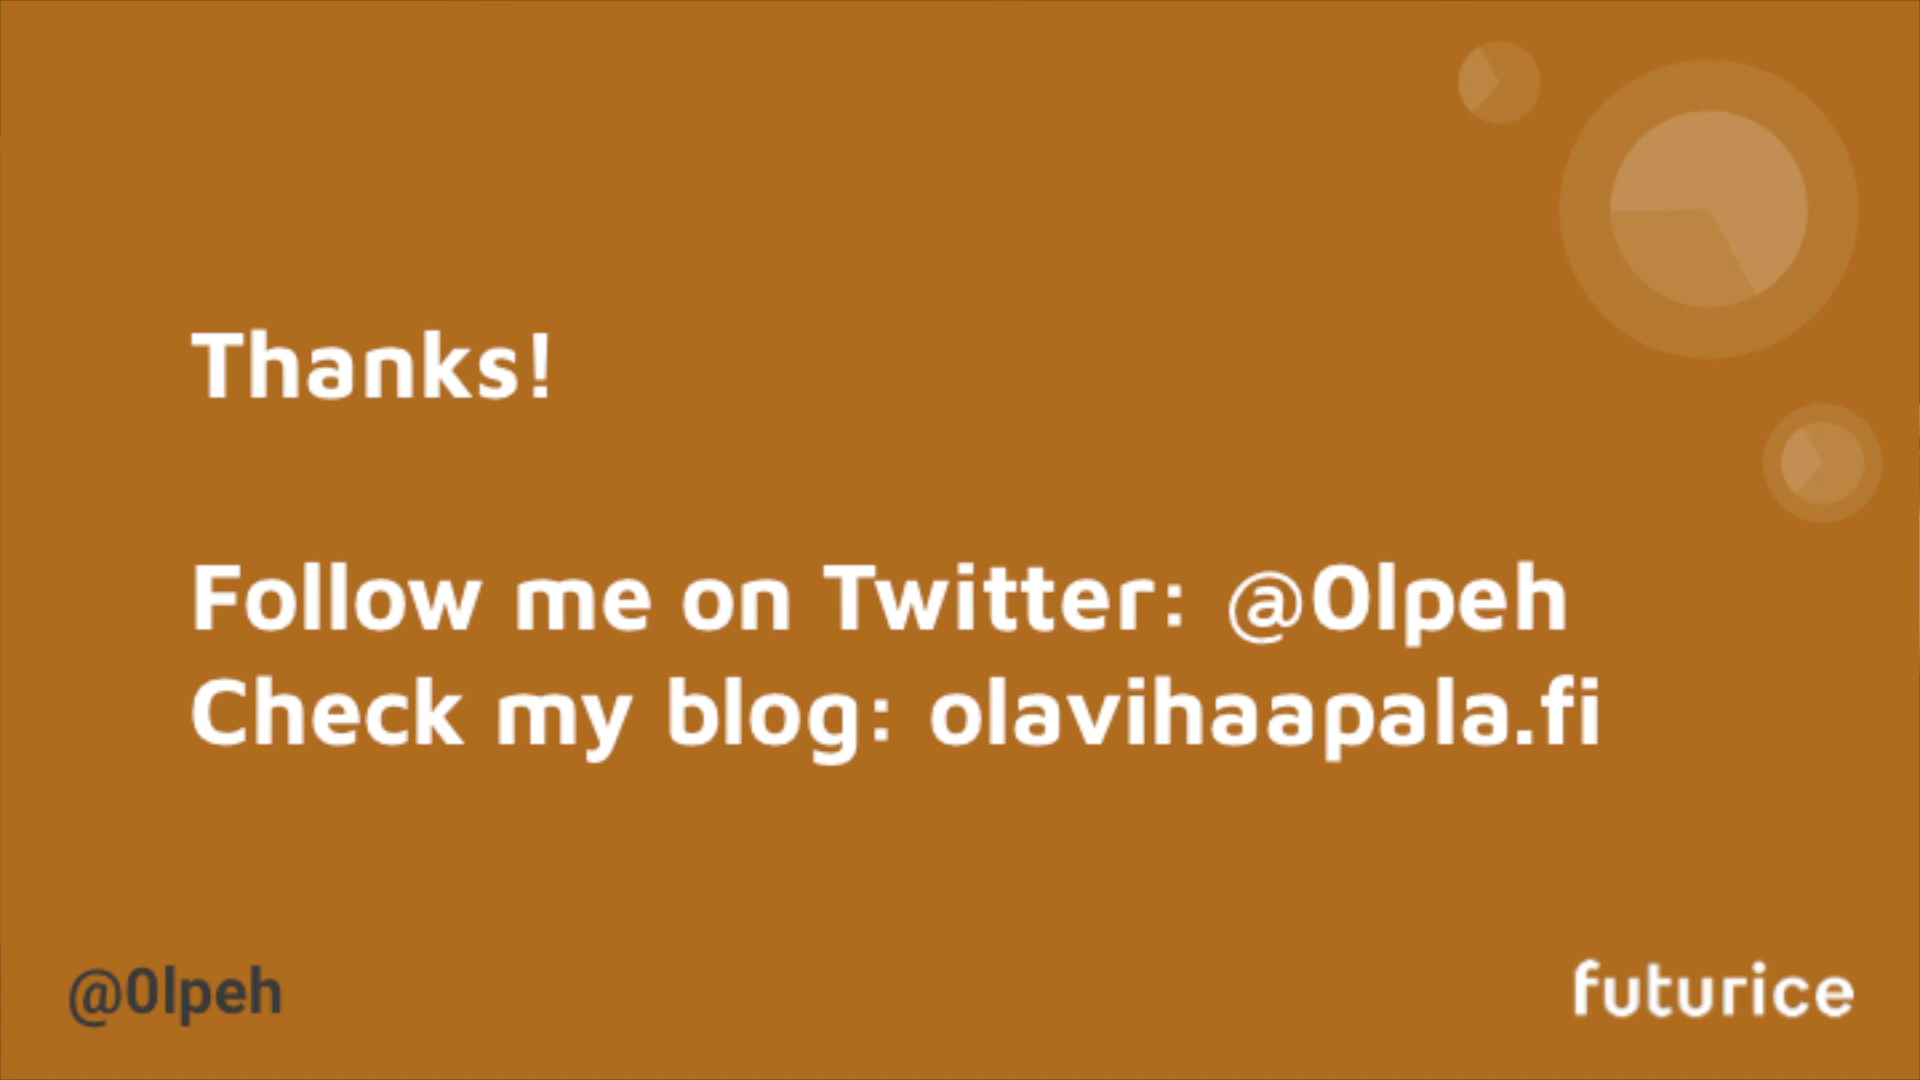 Thanks!
Follow me on Twitter: @0lpeh
Check my blog: olavihaapala.fi
@0lpeh
futurice